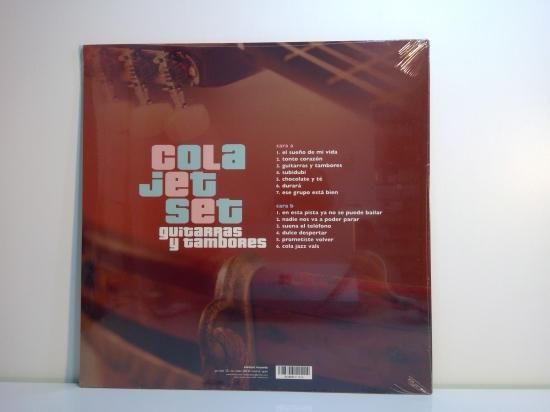 cola
jet
set
guitarras
y tambores
cara a
1. el sueño de mi vida
2. tonto corazón
3. guitarras y tambores
4. subidubi
5. chocolate y té
6. durará
7. ese grupo está bien
cara b
1. en esta pista ya no se puede bailar
2. nadie nos va a poder parar
3. suena el teléfono
4. dulce despertar
5. prometiste volver
6. cola jazz vals
elefant records